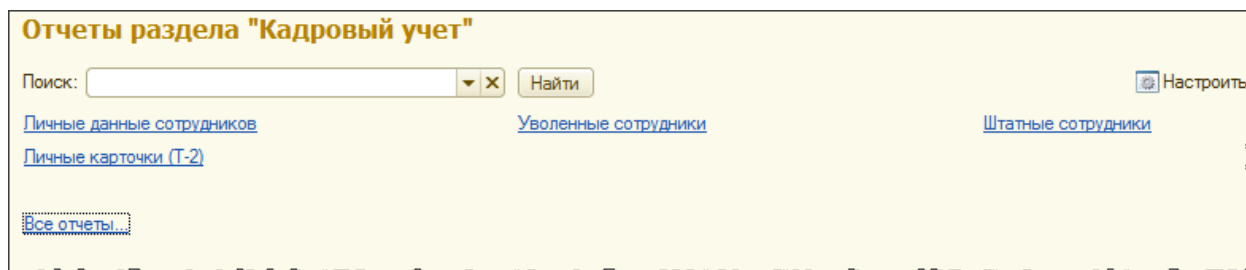 Отчеты раздела "Кадровый учет"
Поиск: Найти Настроить
Личные данные сотрудников Уволенные сотрудники Штатные сотрудники
Личные карточки (Т-2)
Все отчеты...